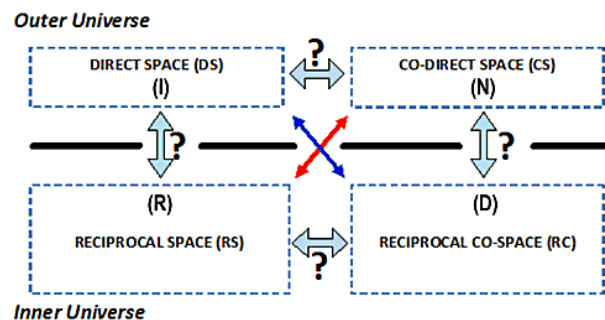 Outer Universe
DIRECT SPACE (DS)
(I)
?
CO-DIRECT SPACE (CS)
(N)
?
?
(R)
RECIPROCAL SPACE (RS)
?
(D)
RECIPROCAL CO-SPACE (RC)
Inner Universe